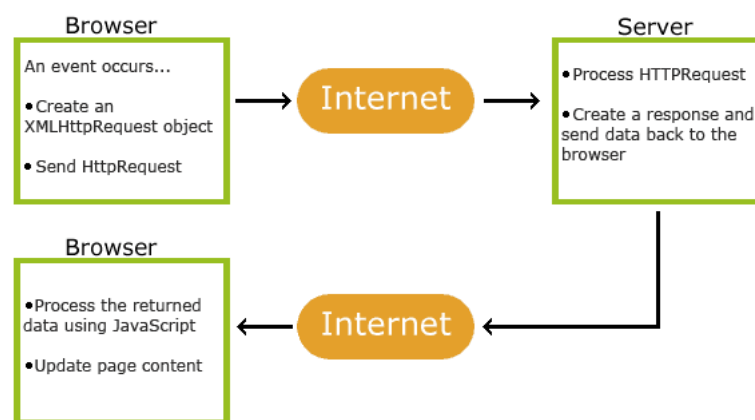 Browser
An event occurs...
•Create an
XMLHttpRequest object
• Send HttpRequest
Internet
Server
•Process HTTPRequest
•Create a response and
send data back to the
browser
Browser
•Process the returned
data using JavaScript
•Update page content
Internet